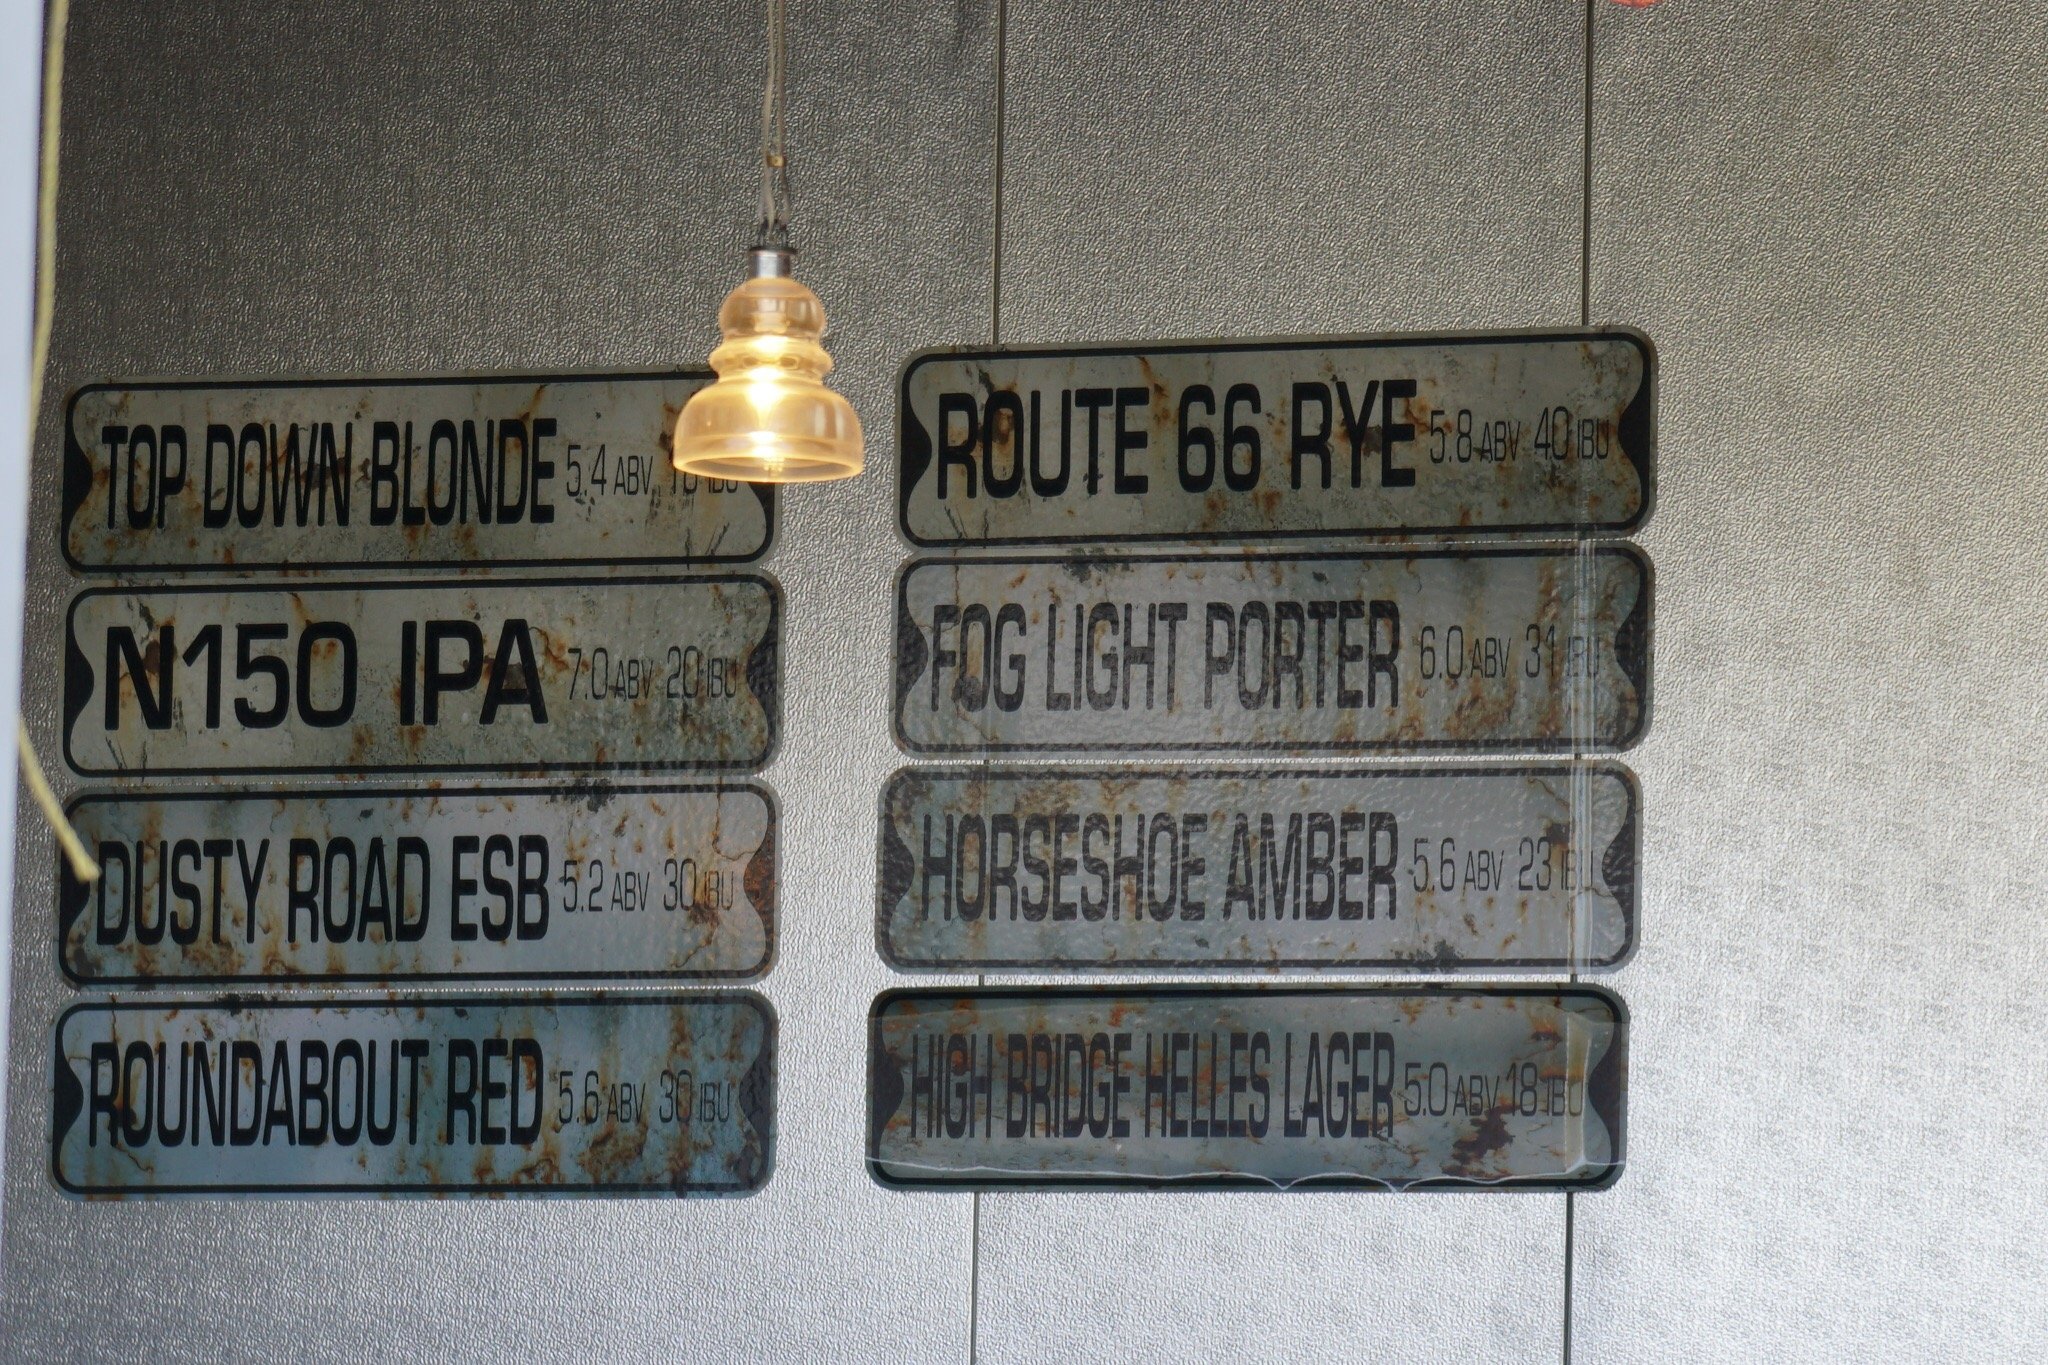 TOP DOWN BLONDE 5.4 ABV IBU
N150 IPA 7.0 ABV 20 IBU
DUSTY ROAD ESB 5.2 ABV 30 IBU
ROUNDABOUT RED 5.6 ABV 30 IBU
ROUTE 66 RYE 5.8 ABV 40 IBU
FOG LIGHT PORTER 6.0 ABV 31 IBU
HORSESHOE AMBER 5.6 ABV 23 IBU
HIGH BRIDGE HELLES LAGER 5.0 ABV 18 IBU